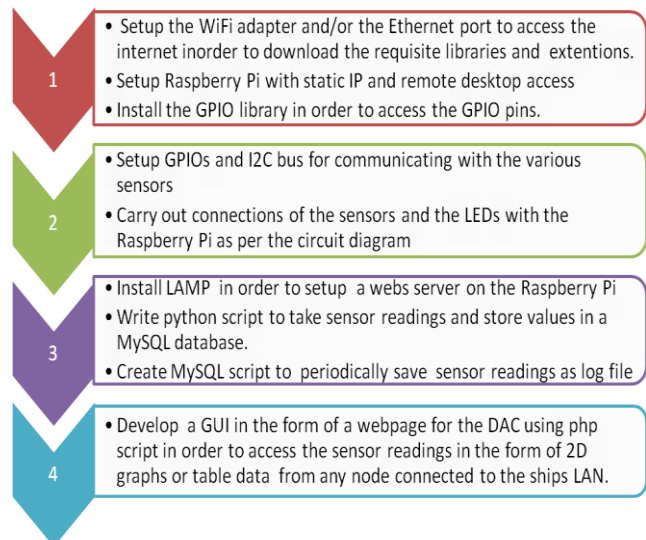 1
• Setup the WiFi adapter and/or the Ethernet port to access the
internet inorder to download the requisite libraries and extentions.
• Setup Raspberry Pi with static IP and remote desktop access
• Install the GPIO library in order to access the GPIO pins.
2
• Setup GPIOs and I2C bus for communicating with the various
sensors
• Carry out connections of the sensors and the LEDs with the
Raspberry Pi as per the circuit diagram
3
• Install LAMP in order to setup a webs server on the Raspberry Pi
• Write python script to take sensor readings and store values in a
MySQL database.
• Create MySQL script to periodically save sensor readings as log file
4
• Develop a GUI in the form of a webpage for the DAC using php
script in order to access the sensor readings in the form of 2D
graphs or table data from any node connected to the ships LAN.